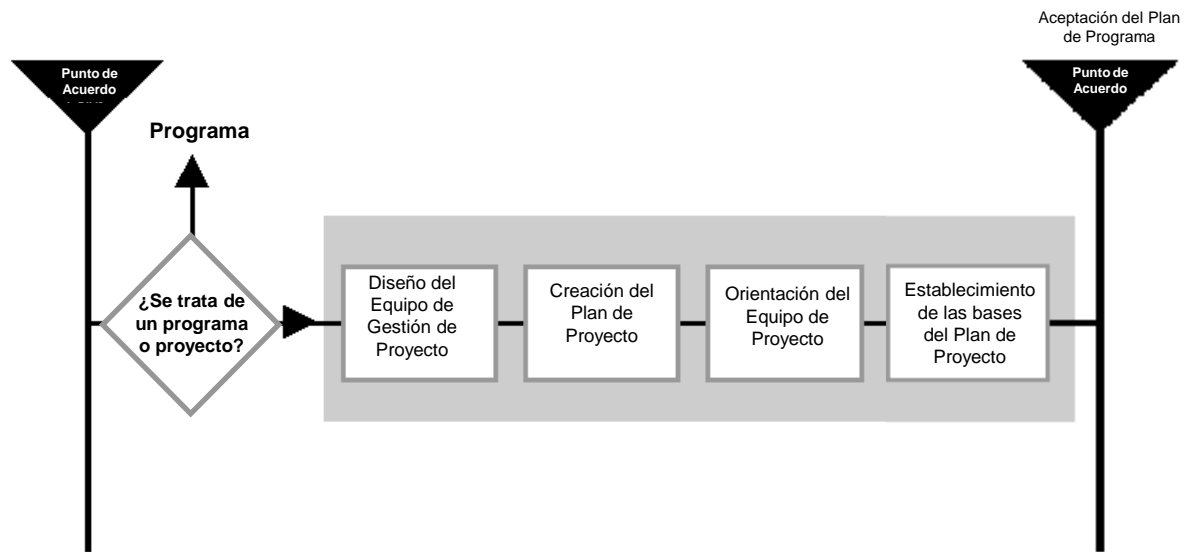 Aceptación del Plan
de Programa
Punto de
Acuerdo
Punto de
Acuerdo
Programa
¿Se trata de
un programa
o proyecto?
Diseño del
Equipo de
Gestión de
Proyecto
Creación del
Plan de
Proyecto
Orientación del
Equipo de
Proyecto
Establecimiento
de las bases
del Plan de
Proyecto